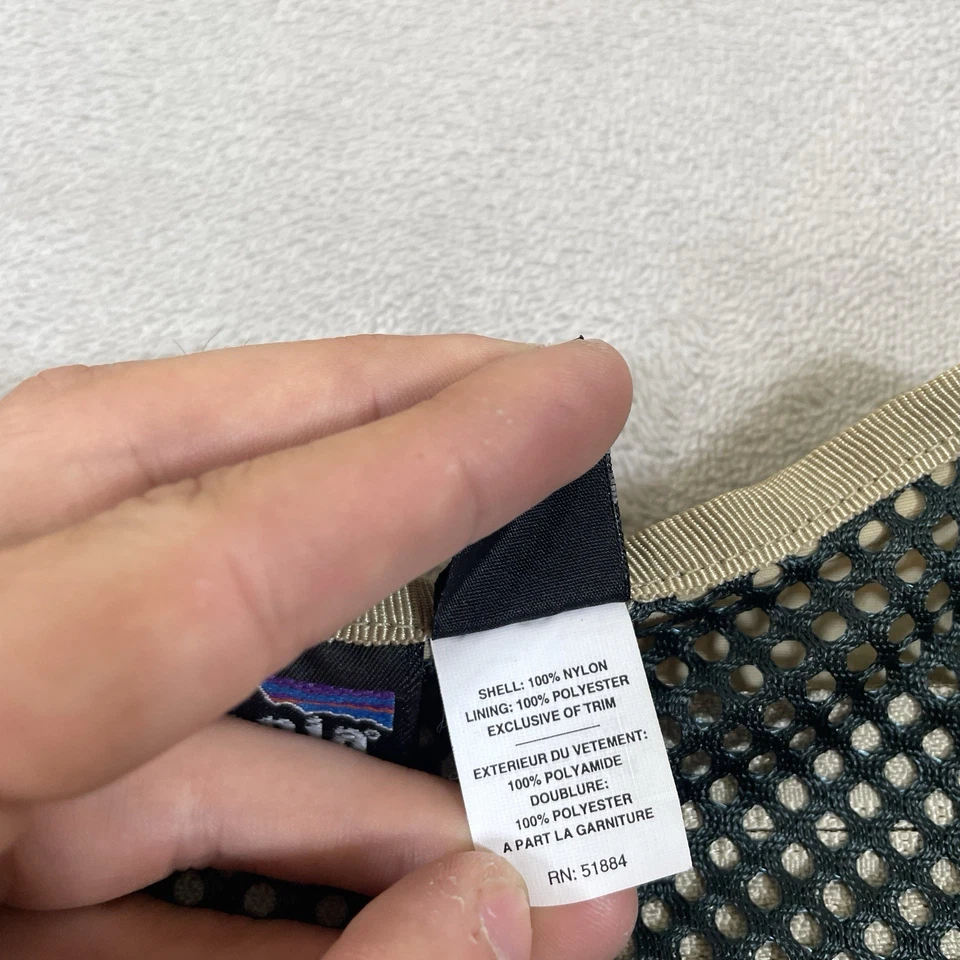 SHELL: 100% NYLON
LINING: 100% POLYESTER
EXCLUSIVE OF TRIM
EXTERIEUR DU VETEMENT:
100% POLYAMIDE
DOUBLURE:
100% POLYESTER
A PART LA GARNITURE
RN: 51884